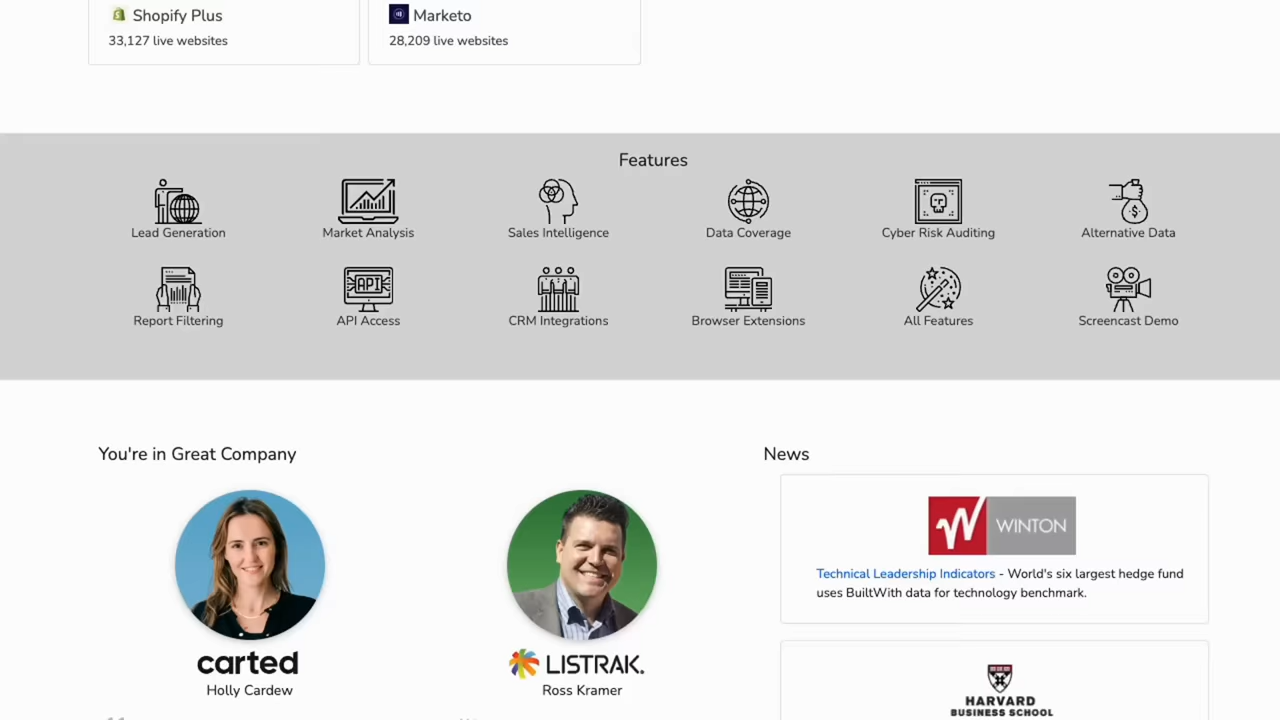 Shopify Plus
33,127 live websites
Marketo
28,209 live websites
Features
Lead Generation
Market Analysis
Sales Intelligence
Data Coverage
Cyber Risk Auditing
Alternative Data
Report Filtering
API
API Access
CRM Integrations
Browser Extensions
All Features
Screencast Demo
You're in Great Company
carted
Holly Cardew
LISTRAK.
Ross Kramer
News
WINTON
Technical Leadership Indicators - World's six largest hedge fund
uses BuiltWith data for technology benchmark.
HARVARD
BUSINESS SCHOOL